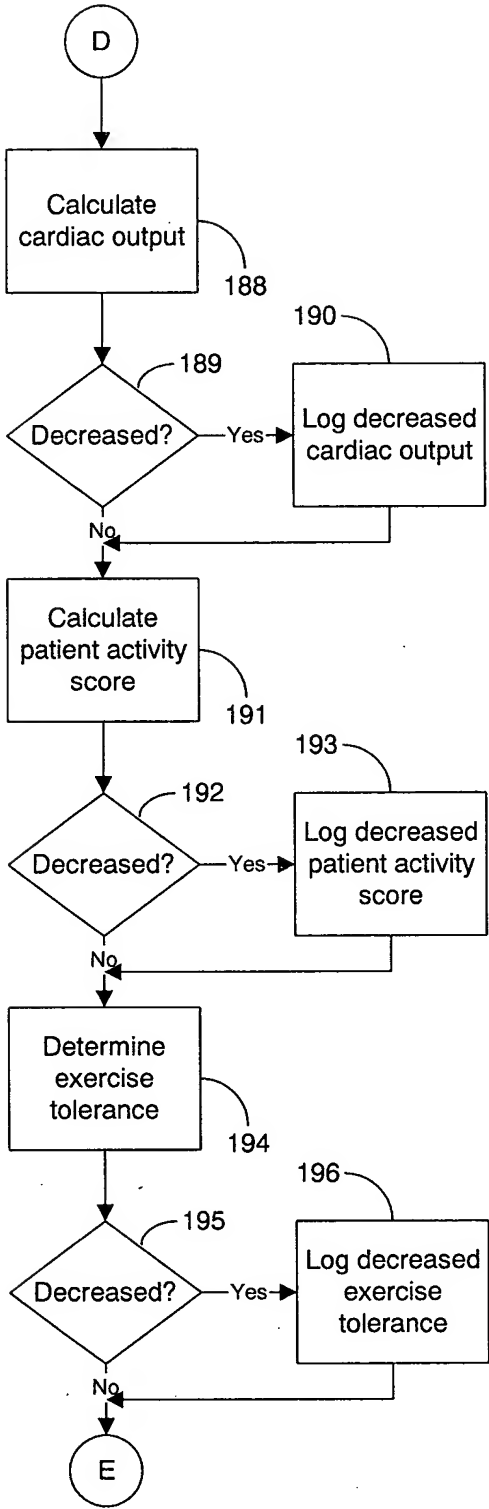 D
Calculate
cardiac output
188
189
190
Decreased?
Yes
Log decreased
cardiac output
No
Calculate
patient activity
score
191
192
193
Decreased?
Yes
Log decreased
patient activity
score
No
Determine
exercise
tolerance
194
195
196
Decreased?
Yes
Log decreased
exercise
tolerance
No
E